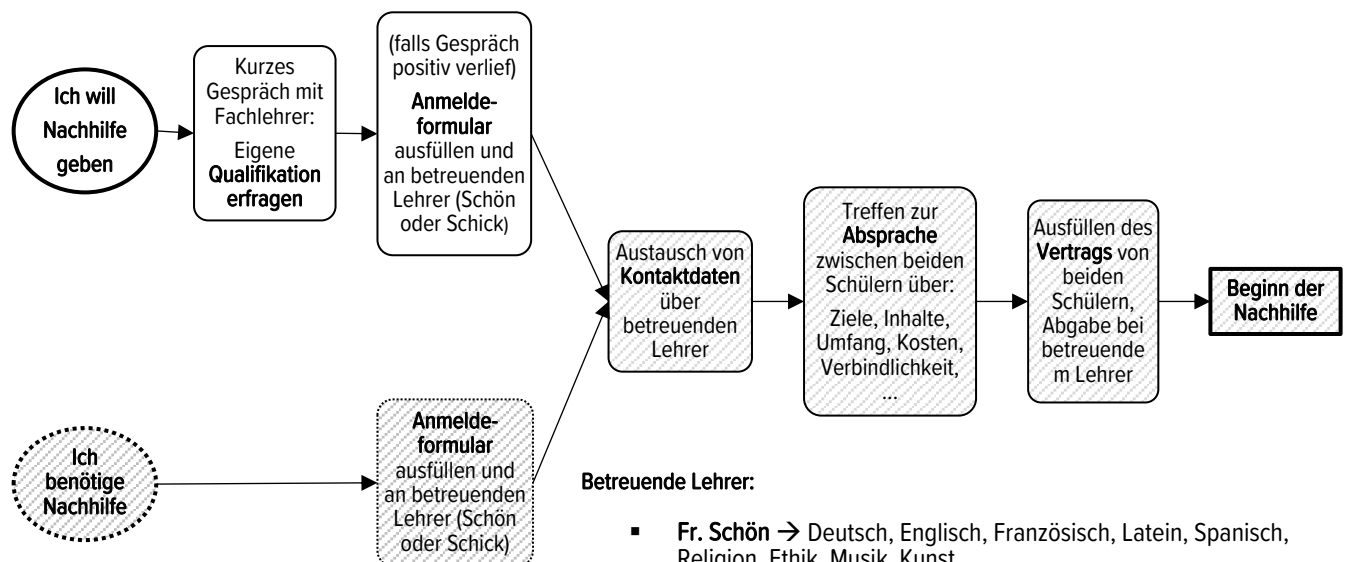 Ich will
Nachhilfe
geben
Kurzes
Gespräch mit
Fachlehrer:
Eigene
Qualifikation
erfragen
(falls Gespräch
positiv verlief)
Anmelde-
formular
ausfüllen und
an betreuenden
Lehrer (Schön
oder Schick)
Ich
benötige
Nachhilfe
Anmelde-
formular
ausfüllen und
an betreuenden
Lehrer (Schön
oder Schick)
Austausch von
Kontaktdaten
über
betreuenden
Lehrer
Treffen zur
Absprache
zwischen beiden
Schülern über:
Ziele, Inhalte,
Umfang, Kosten,
Verbindlichkeit,
...
Ausfüllen des
Vertrags von
beiden
Schülern,
Abgabe bei
betreuende
m Lehrer
Beginn der
Nachhilfe
Betreuende Lehrer:
▪ Fr. Schön → Deutsch, Englisch, Französisch, Latein, Spanisch,
Religion, Ethik, Musik, Kunst